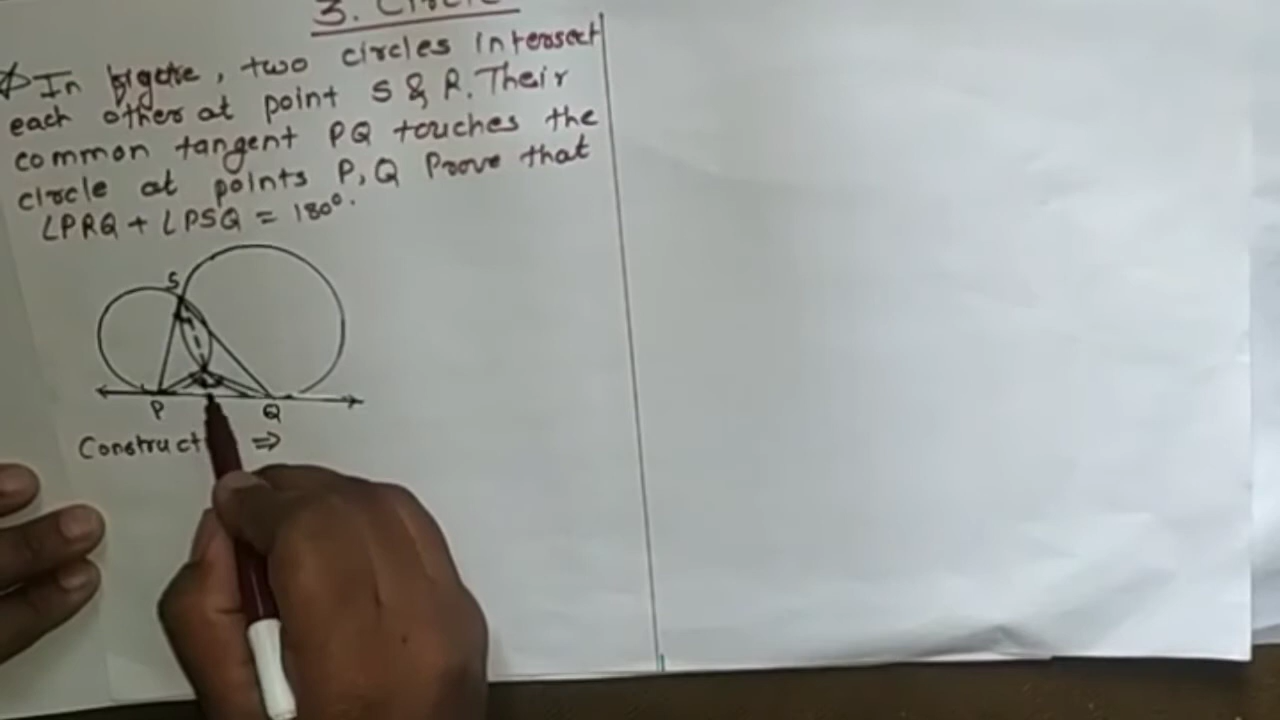 3. Circle
In figure, two circles intersect
each other at point S & R. Their
common tangent PQ touches the
circle at points P, Q Prove that
∠PRQ + ∠PSQ = 180°.
S
P Q
Construct ⇒